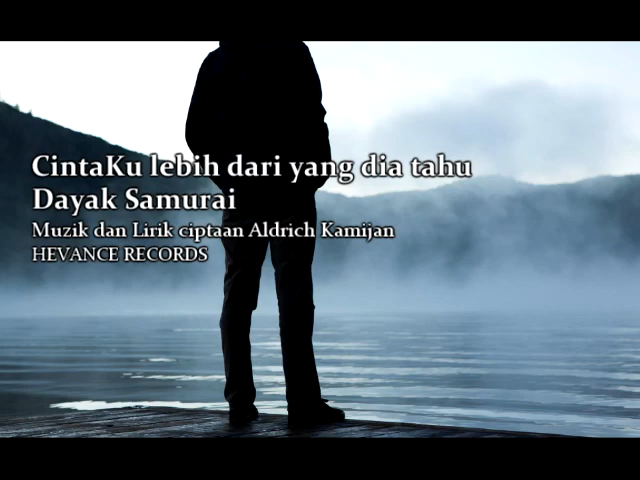 CintaKu lebih dari yang dia tahu
Dayak Samurai
Muzik dan Lirik ciptaan Aldrich Kamijan
HEVANCE RECORDS